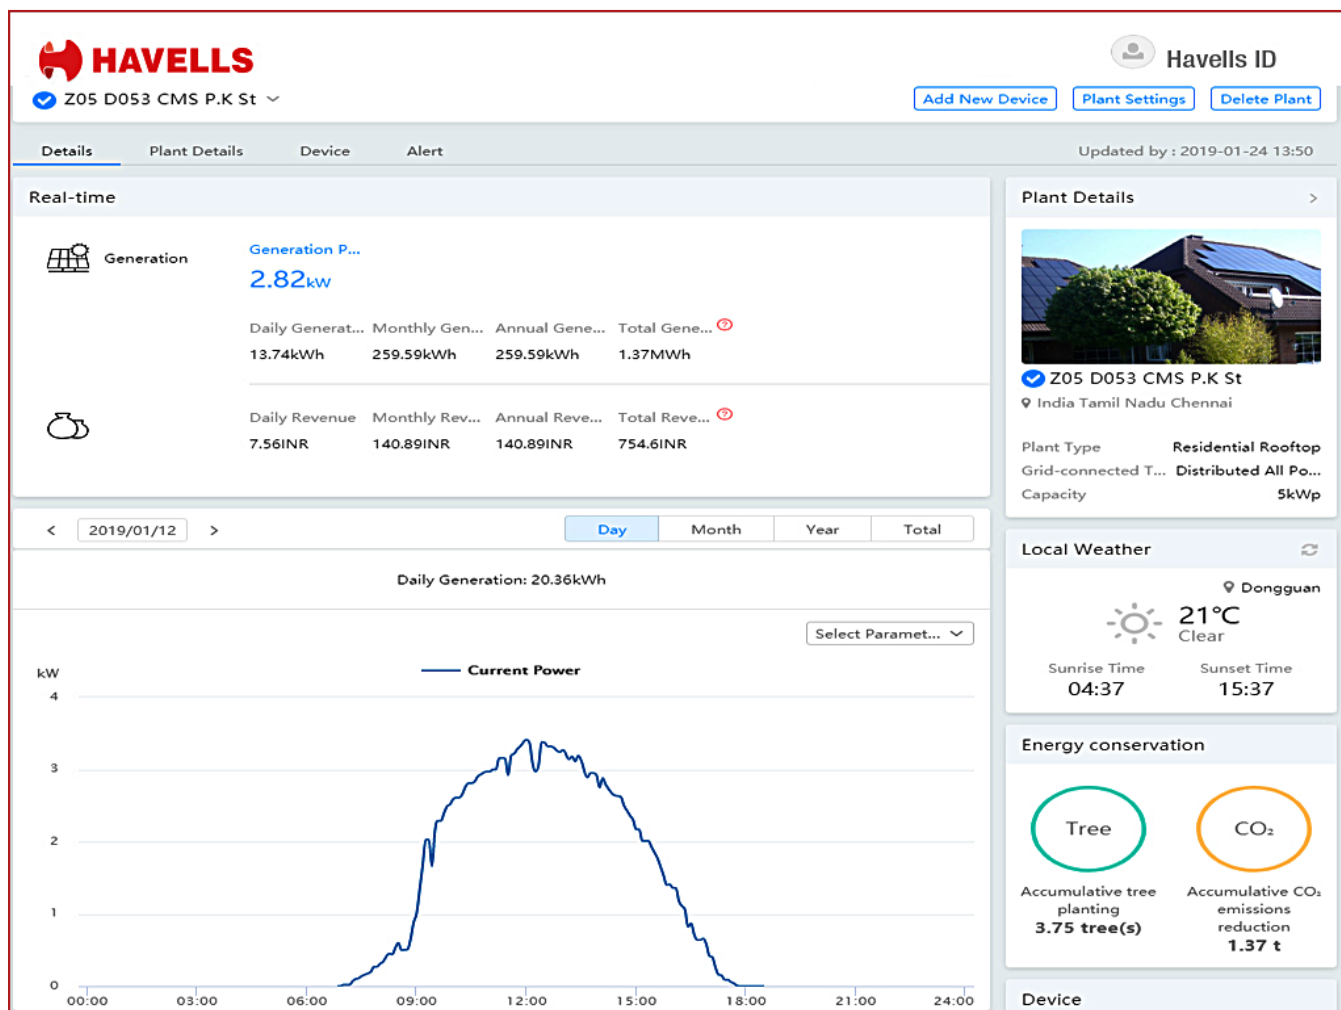 HAVELLS
Havells ID
Z05 D053 CMS P.K St
Add New Device
Plant Settings
Delete Plant
Details
Plant Details
Device
Alert
Updated by : 2019-01-24 13:50
Real-time
Generation
Generation P...
2.82kW
Daily Generat... Monthly Gen... Annual Gene... Total Gene... ?
13.74kWh 259.59kWh 259.59kWh 1.37MWh
Daily Revenue Monthly Rev... Annual Reve... Total Reve... ?
7.56INR 140.89INR 140.89INR 754.6INR
Plant Details >
Z05 D053 CMS P.K St
India Tamil Nadu Chennai
Plant Type Residential Rooftop
Grid-connected T... Distributed All Po...
Capacity 5kWp
< 2019/01/12 >
Day Month Year Total
Daily Generation: 20.36kWh
Select Paramet...
Current Power
kW
4
3
2
1
0
00:00 03:00 06:00 09:00 12:00 15:00 18:00 21:00 24:00
Local Weather
Dongguan
21°C
Clear
Sunrise Time Sunset Time
04:37 15:37
Energy conservation
Tree
CO₂
Accumulative tree
planting
3.75 tree(s)
Accumulative CO₂
emissions
reduction
1.37 t
Device